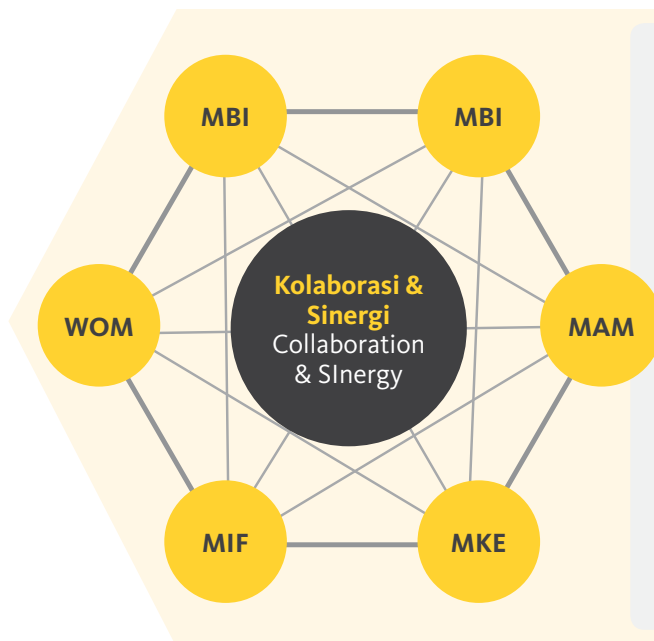 MBI
MBI
WOM
Kolaborasi &
Sinergi
Collaboration
& SInergy
MAM
MIF
MKE